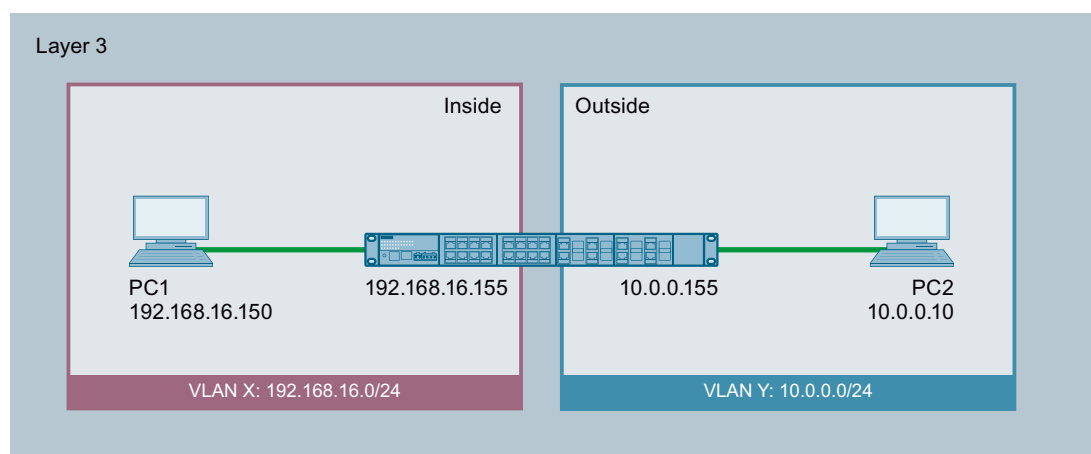 Layer 3
Inside
Outside
PC1
192.168.16.150
192.168.16.155
10.0.0.155
PC2
10.0.0.10
VLAN X: 192.168.16.0/24
VLAN Y: 10.0.0.0/24